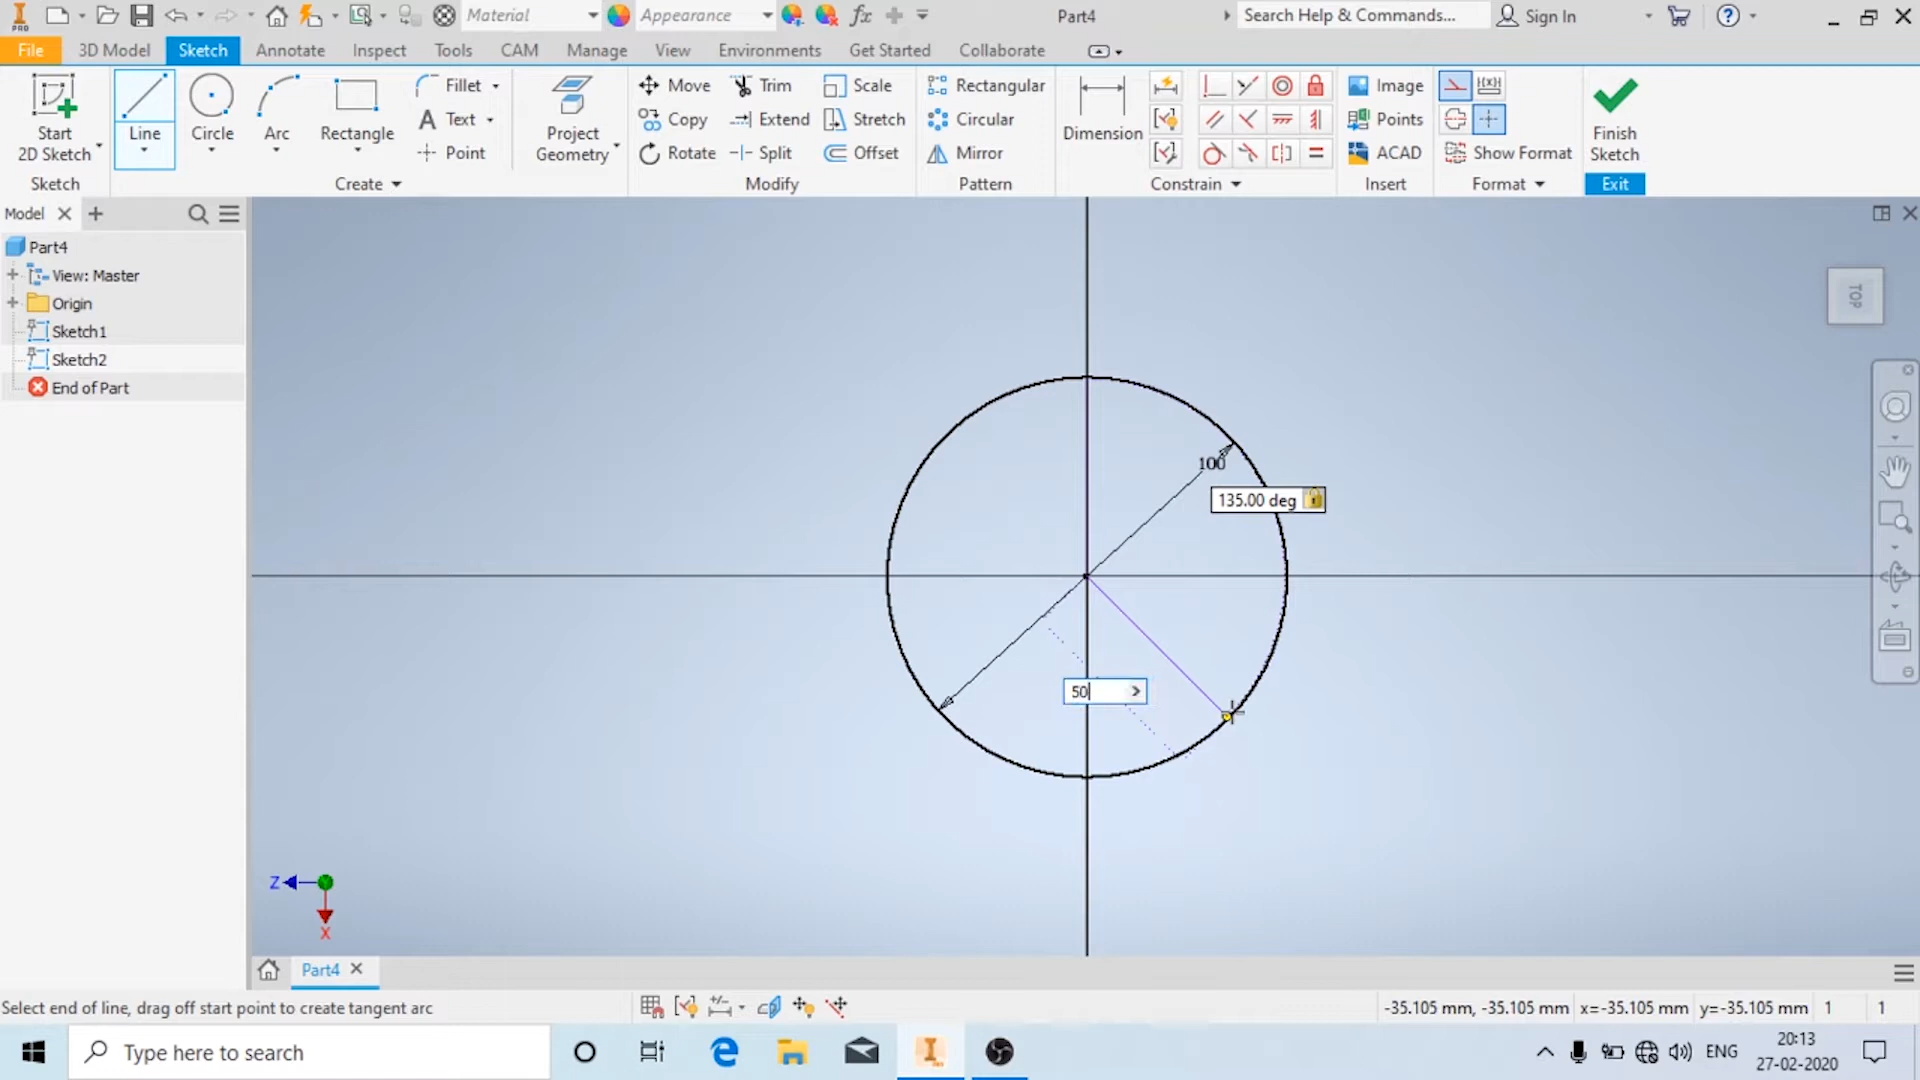 PRO
Material
Appearance
fx
Part4
Search Help & Commands...
Sign In
File
3D Model
Sketch
Annotate
Inspect
Tools
CAM
Manage
View
Environments
Get Started
Collaborate
Start
2D Sketch
Sketch
Line
Circle
Arc
Rectangle
Fillet
Text
Point
Create
Project
Geometry
Move
Copy
Rotate
Trim
Extend
Split
Scale
Stretch
Offset
Modify
Rectangular
Circular
Mirror
Pattern
Dimension
Constrain
Image
Points
ACAD
Insert
Show Format
Format
Finish
Sketch
Exit
Model
Part4
View: Master
Origin
Sketch1
Sketch2
End of Part
TOP
100
135.00 deg
50
Z
X
Part4
Select end of line, drag off start point to create tangent arc
-35.105 mm, -35.105 mm
x=-35.105 mm
y=-35.105 mm
1
1
Type here to search
ENG
20:13
27-02-2020